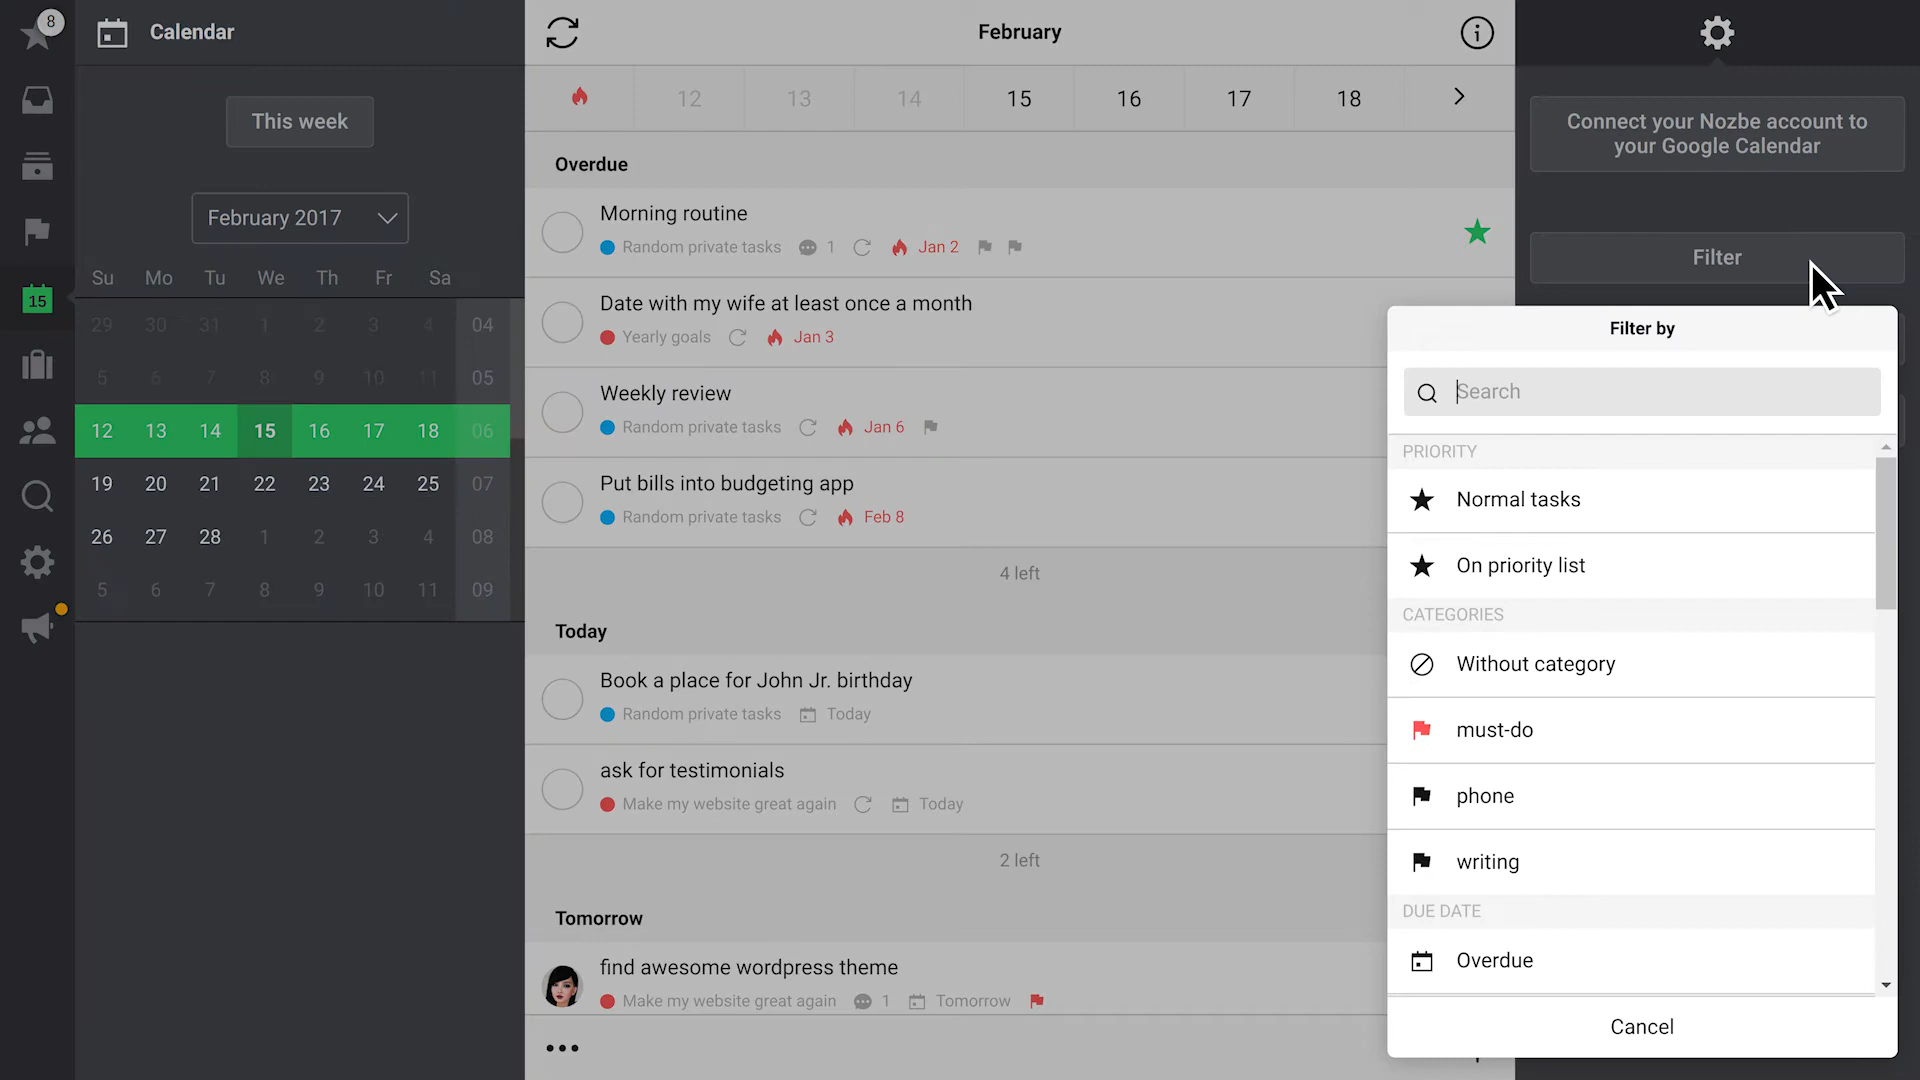 8
Calendar
This week
February 2017
Su Mo Tu We Th Fr Sa
29 30 31 1 2 3 4 04
5 6 7 8 9 10 11 05
12 13 14 15 16 17 18 06
19 20 21 22 23 24 25 07
26 27 28 1 2 3 4 08
5 6 7 8 9 10 11 09
15
February
12 13 14 15 16 17 18
Overdue
Morning routine
Random private tasks 1 Jan 2
Date with my wife at least once a month
Yearly goals Jan 3
Weekly review
Random private tasks Jan 6
Put bills into budgeting app
Random private tasks Feb 8
4 left
Today
Book a place for John Jr. birthday
Random private tasks Today
ask for testimonials
Make my website great again Today
2 left
Tomorrow
find awesome wordpress theme
Make my website great again 1 Tomorrow
Connect your Nozbe account to
your Google Calendar
Filter
Filter by
Search
PRIORITY
Normal tasks
On priority list
CATEGORIES
Without category
must-do
phone
writing
DUE DATE
Overdue
Cancel